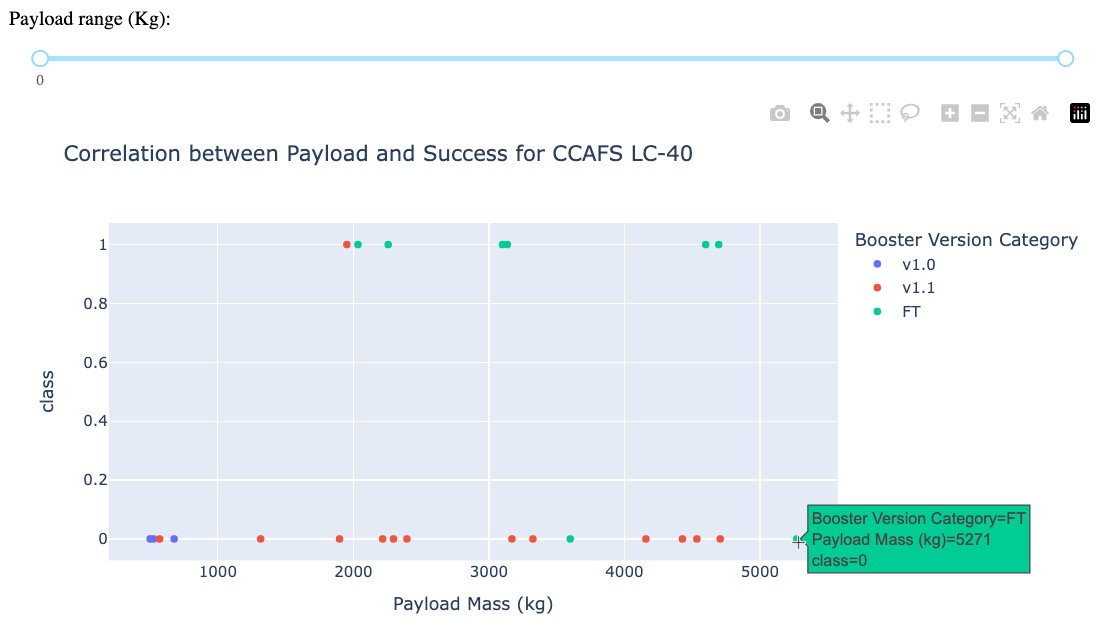 Payload range (Kg):
0
Correlation between Payload and Success for CCAFS LC-40
Booster Version Category
v1.0
v1.1
FT
1
0.8
0.6
0.4
0.2
0
class
Booster Version Category=FT
Payload Mass (kg)=5271
class=0
1000 2000 3000 4000 5000
Payload Mass (kg)